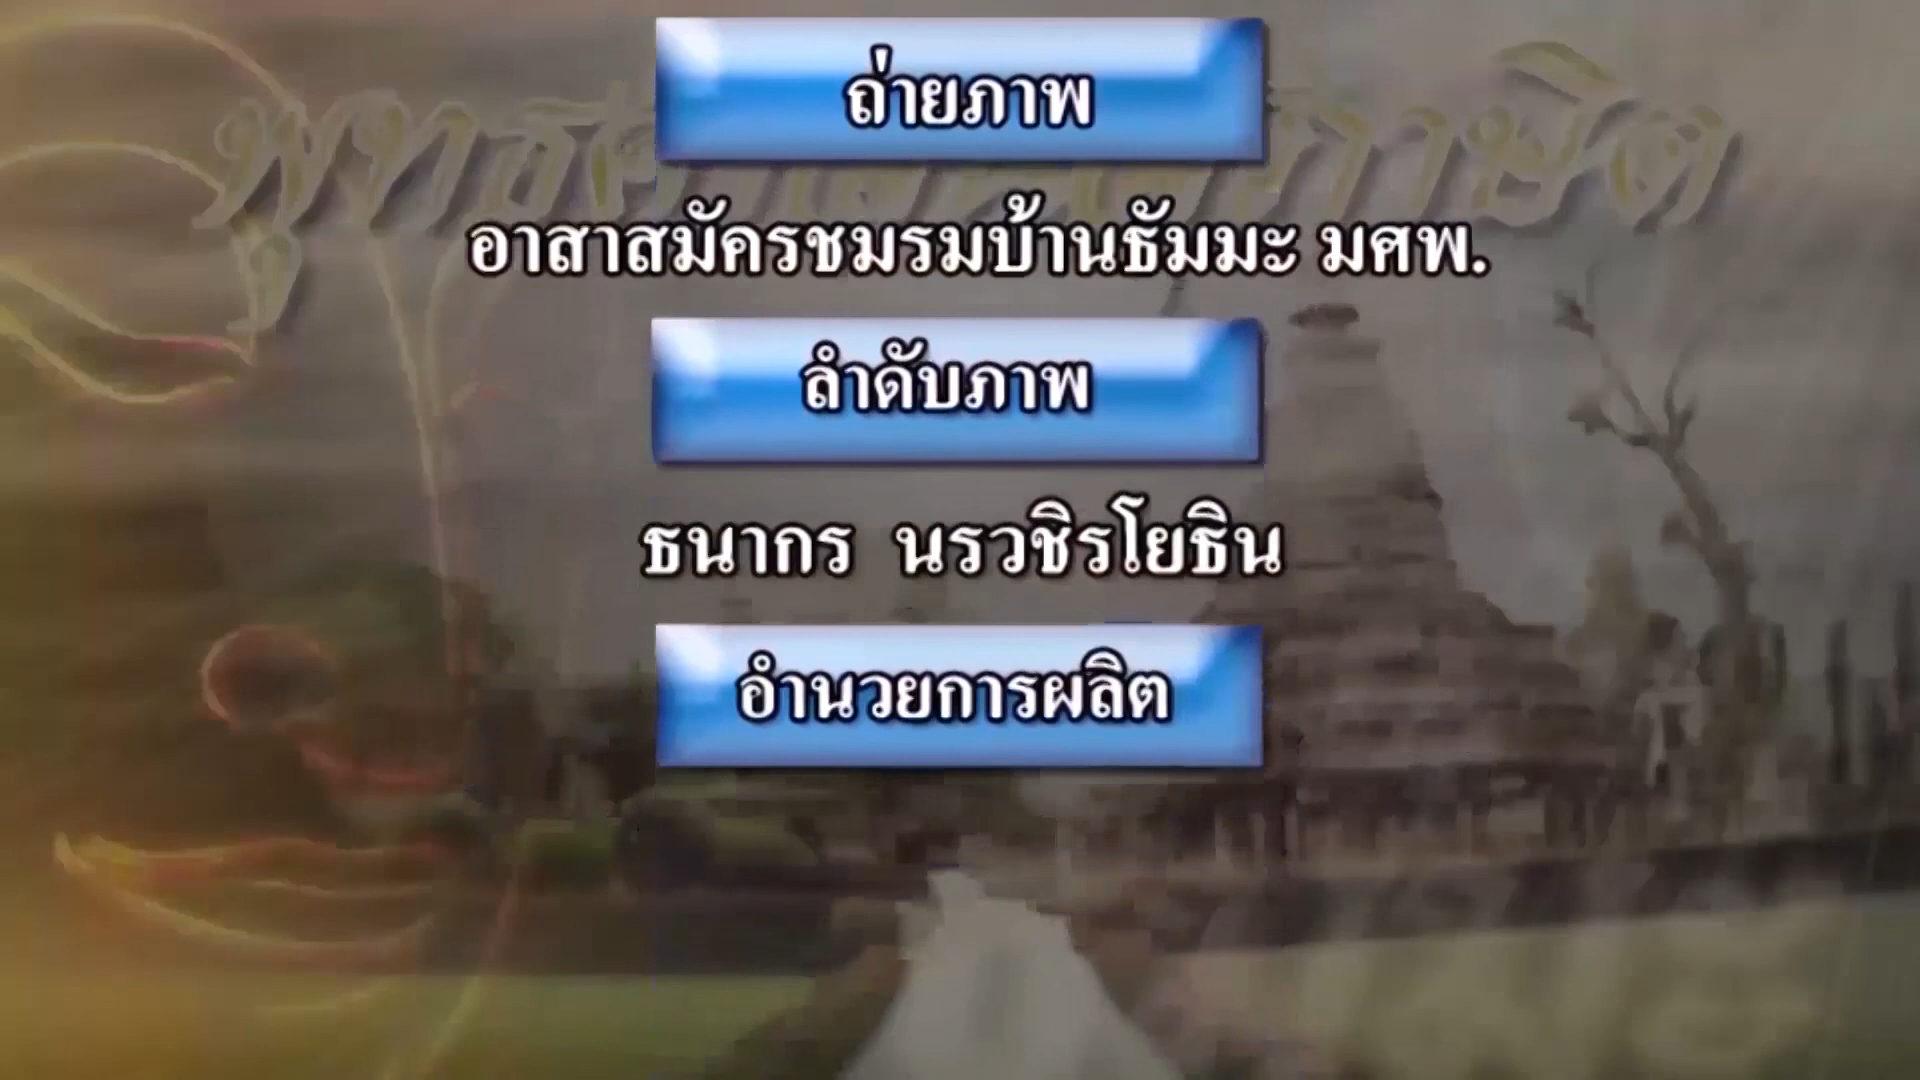 ถ่ายภาพ
อาสาสมัครชมรมบ้านธัมมะ มศพ.
ลำดับภาพ
ธนากร นรวชิรโยธิน
อำนวยการผลิต